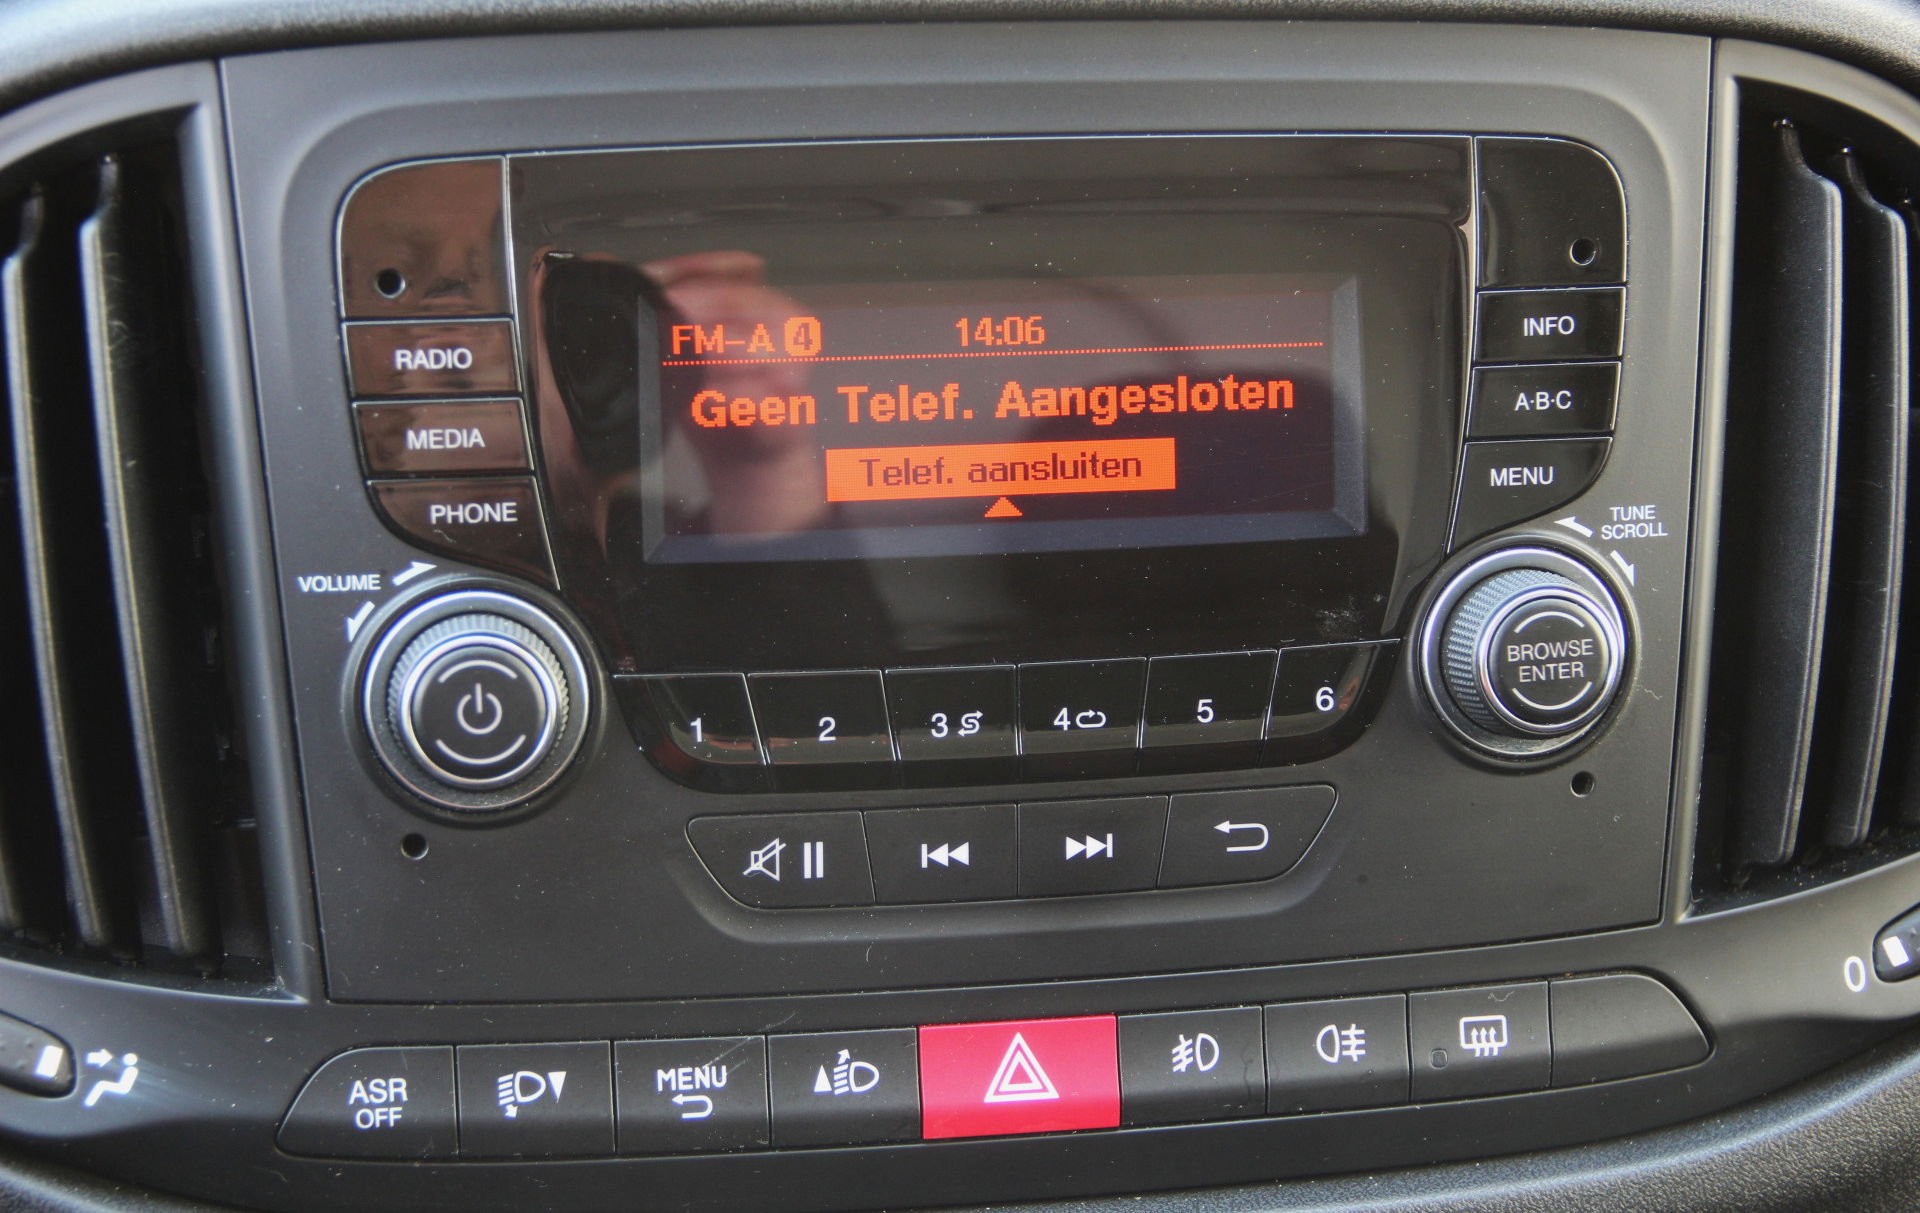 FM-A 4 14:06
Geen Telef. Aangesloten
Telef. aansluiten
RADIO
MEDIA
PHONE
VOLUME
INFO
A·B·C
MENU
TUNE
SCROLL
BROWSE
ENTER
1 2 3 4 5 6
ASR
OFF
MENU
0